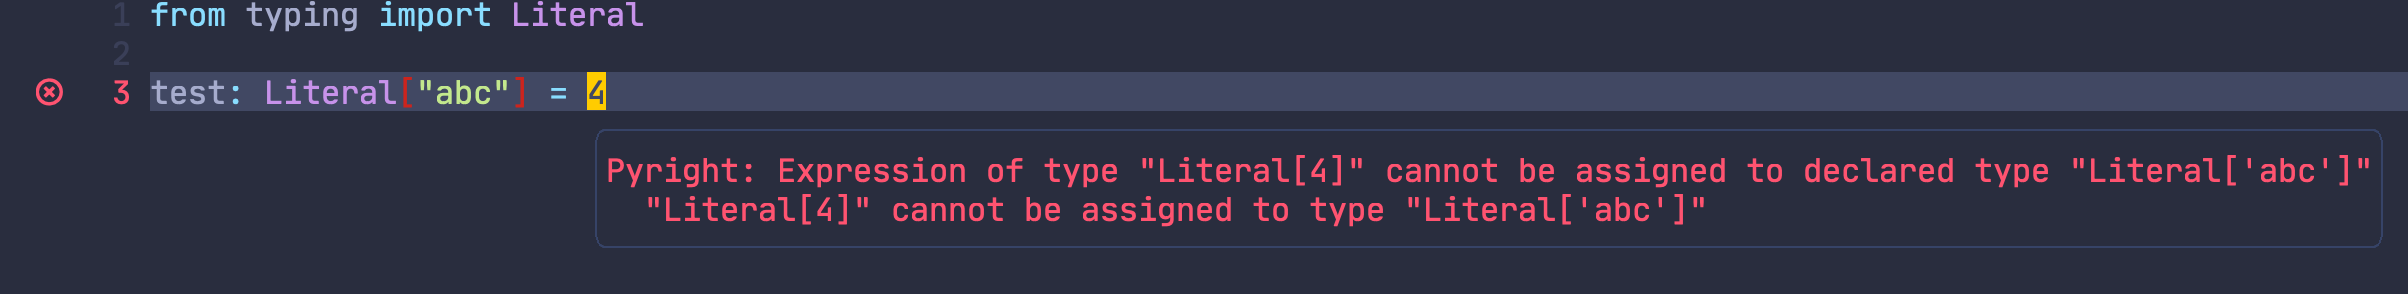 1 from typing import Literal
2
3 test: Literal["abc"] = 4
Pyright: Expression of type "Literal[4]" cannot be assigned to declared type "Literal['abc']"
"Literal[4]" cannot be assigned to type "Literal['abc']"